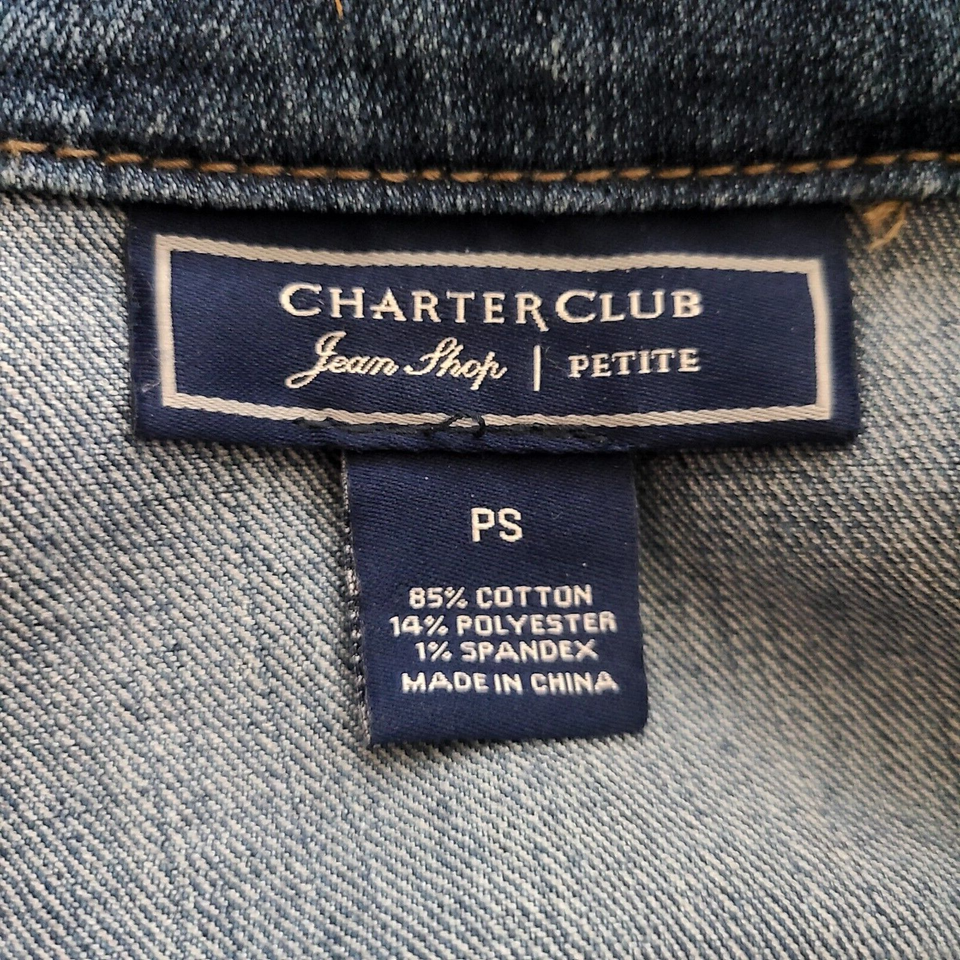 CHARTER CLUB
Jean Shop | PETITE
PS
85% COTTON
14% POLYESTER
1% SPANDEX
MADE IN CHINA